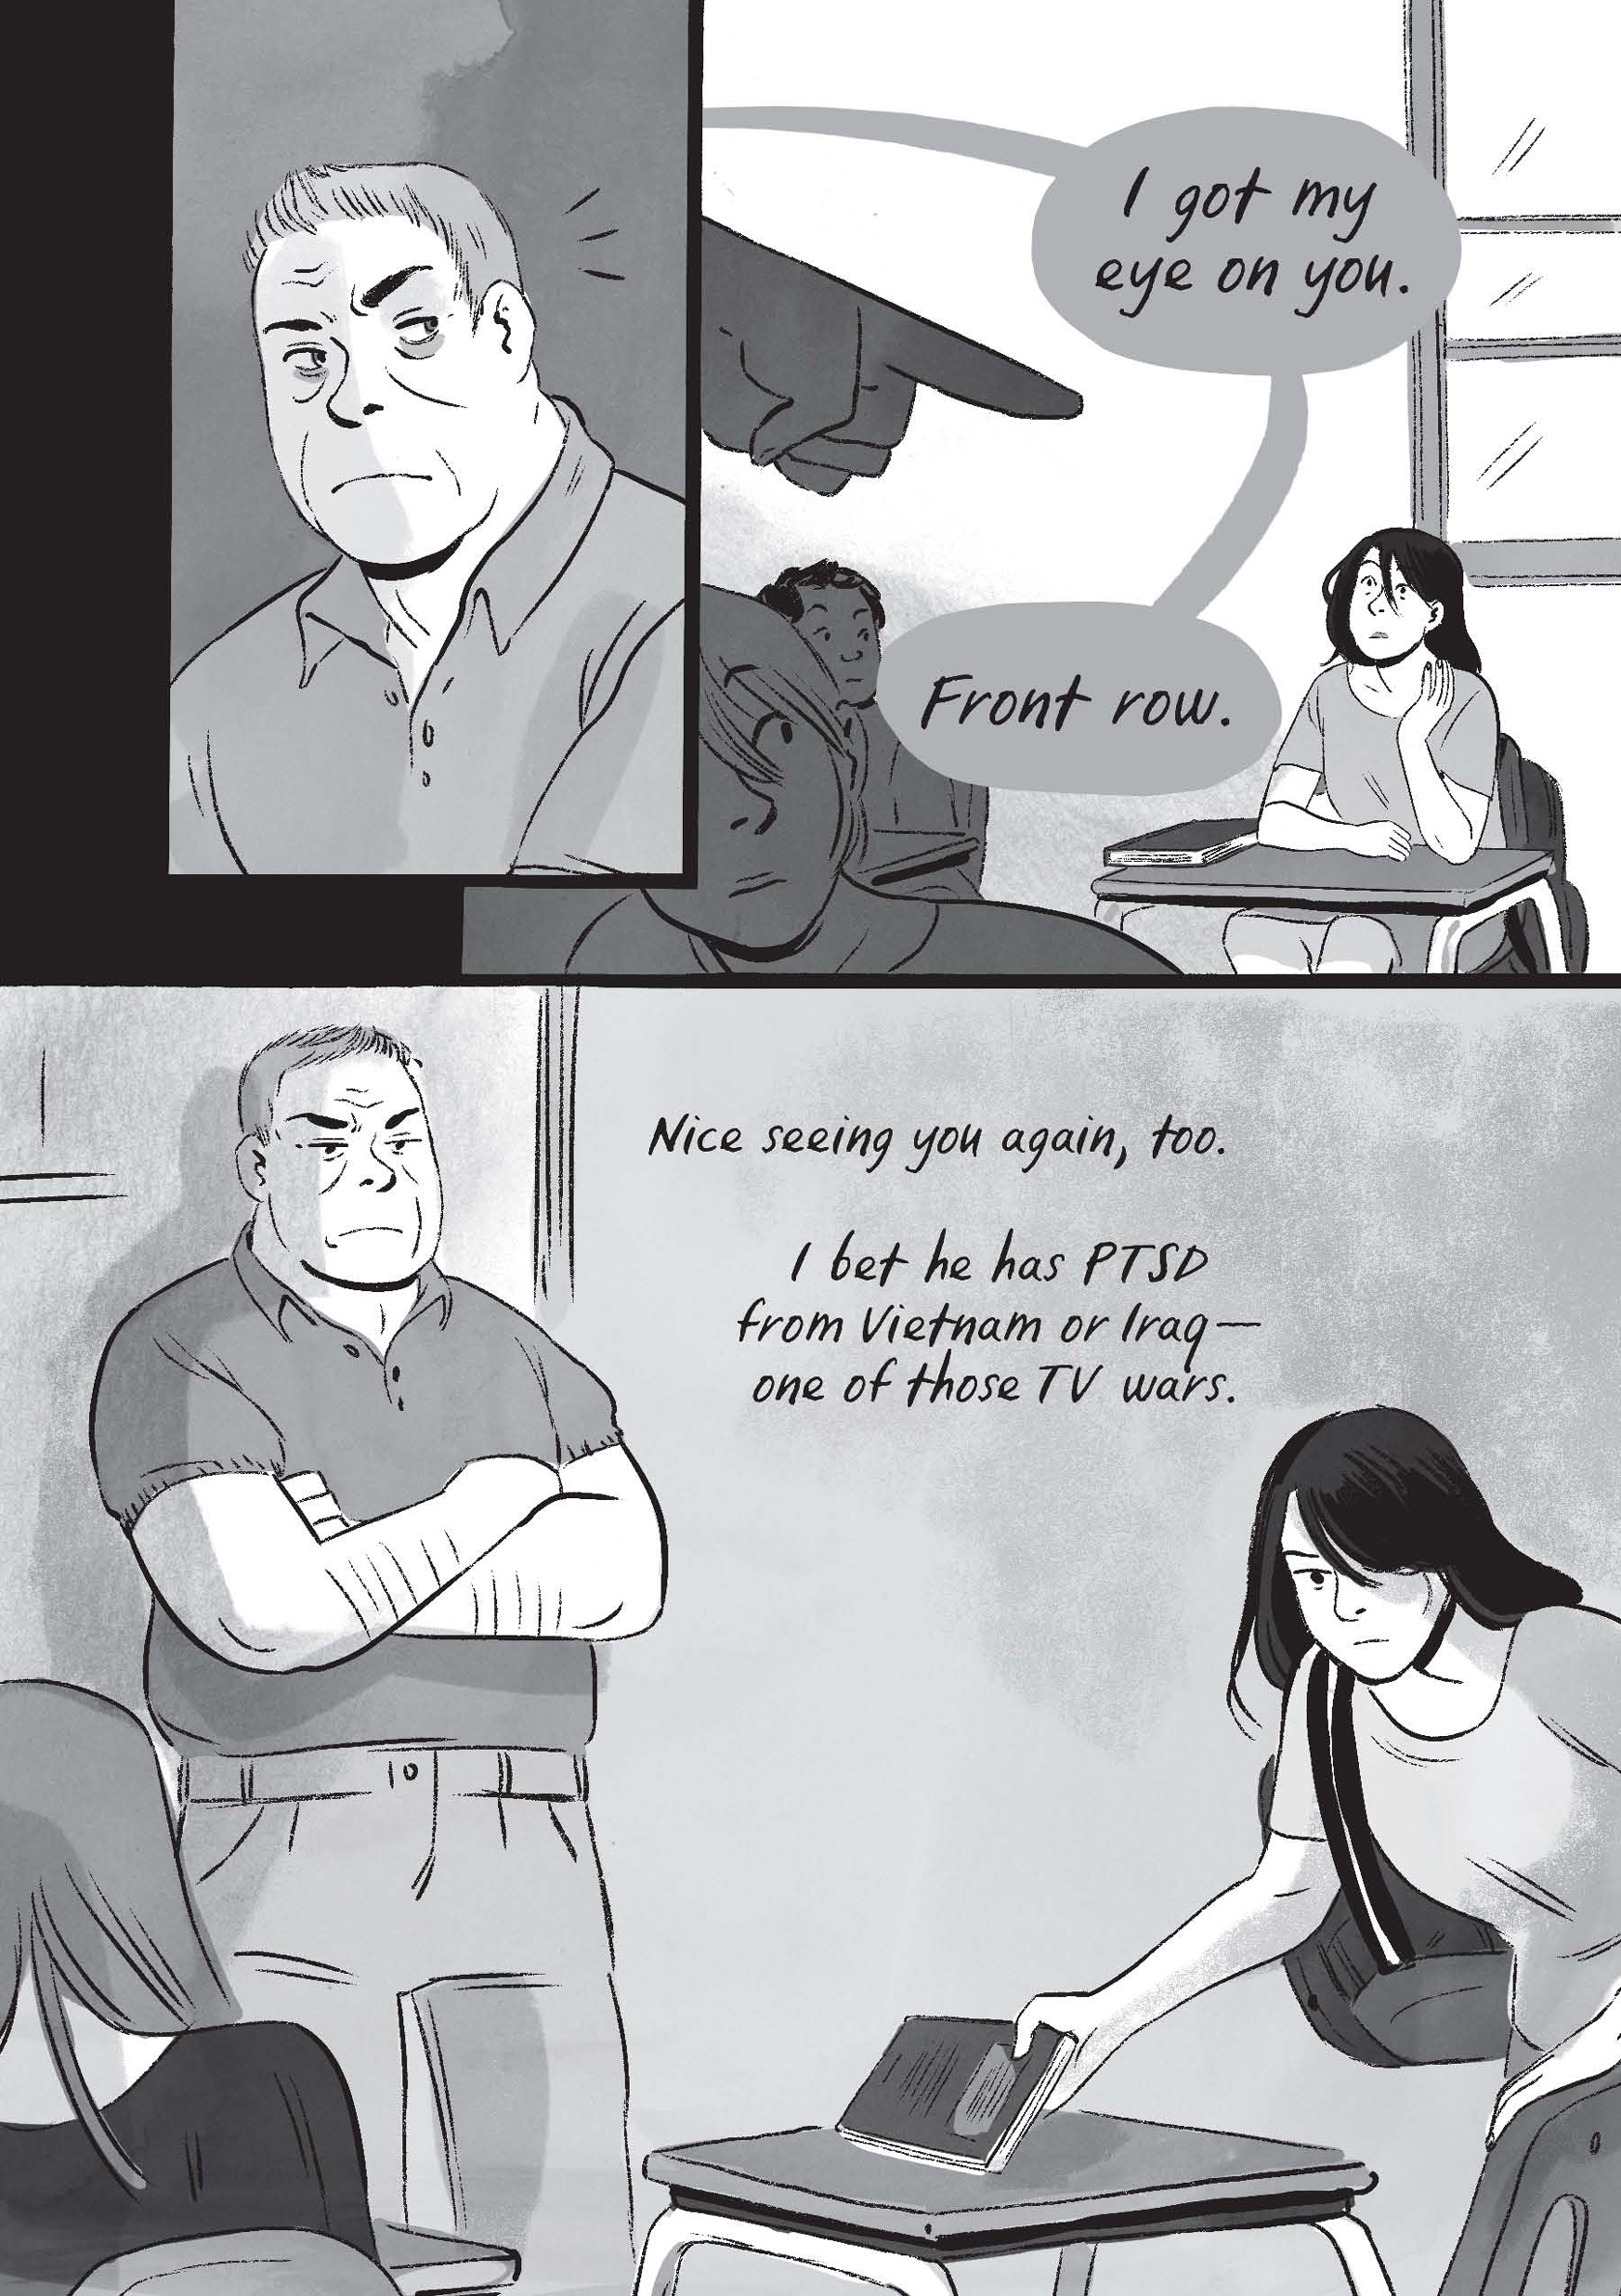 I got my
eye on you.
Front row.
Nice seeing you again, too.
I bet he has PTSD
from Vietnam or Iraq—
one of those TV wars.